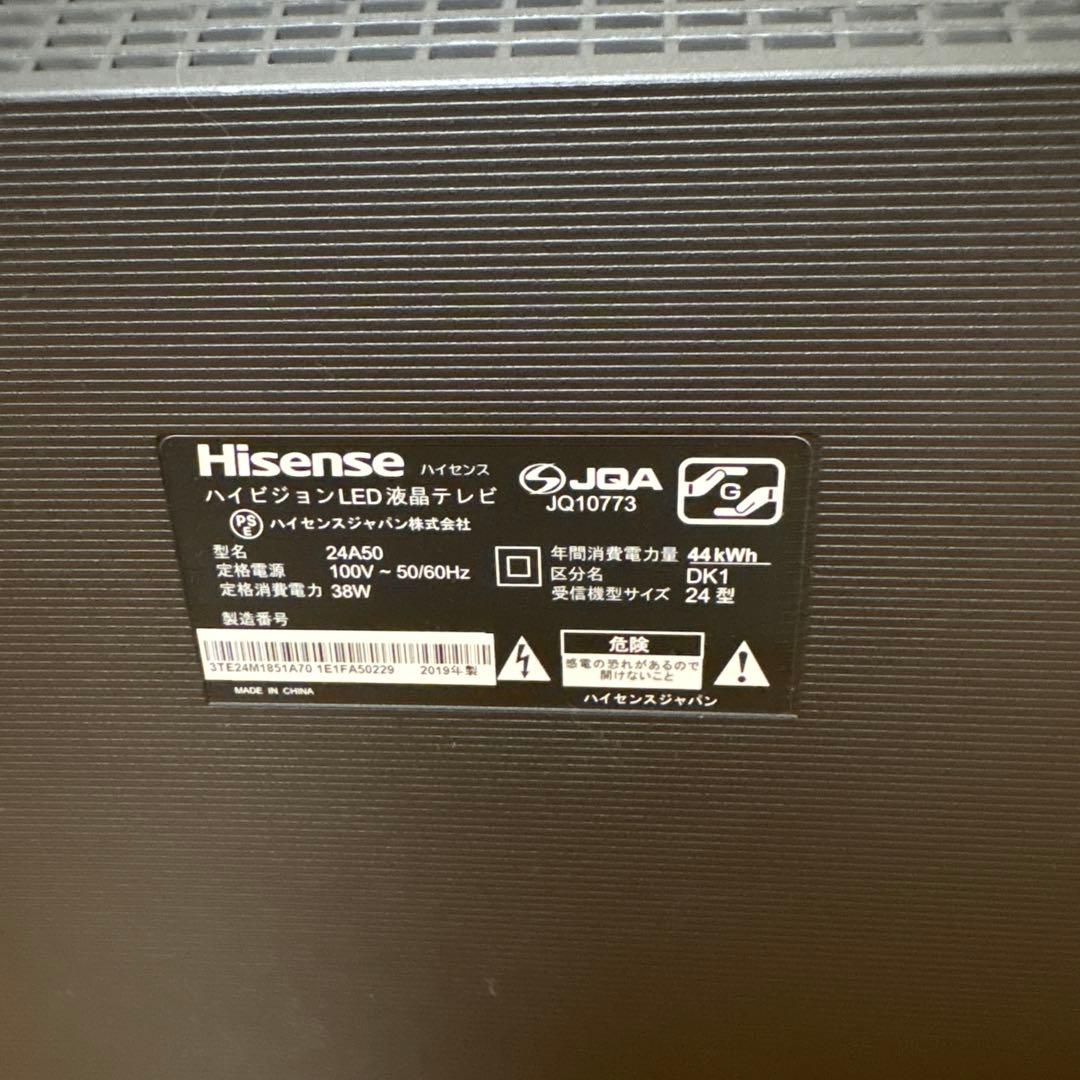 Hisense ハイセンス
ハイビジョンLED 液晶テレビ
PSE ハイセンスジャパン株式会社
型名 24A50
定格電源 100V ~ 50/60Hz
定格消費電力 38W
製造番号
3TE24M1851A70 1E1FA50229 2019年製
MADE IN CHINA
JQA
JQ10773
G
年間消費電力量 44kWh
区分名 DK1
受信機型サイズ 24型
危険
感電の恐れがあるので
開けないこと
ハイセンスジャパン